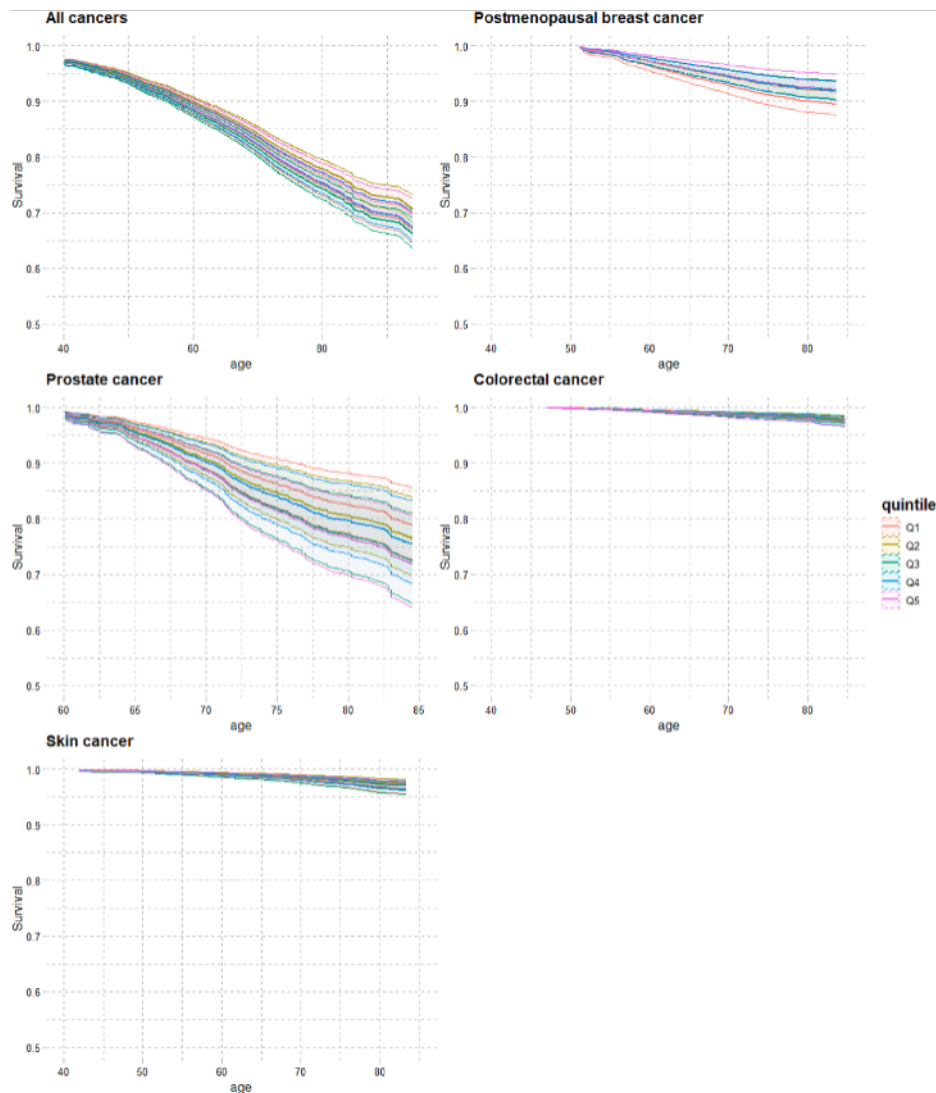 All cancers
Survival
1.0
0.9
0.8
0.7
0.6
0.5
40 60 80
age
Postmenopausal breast cancer
Survival
1.0
0.9
0.8
0.7
0.6
0.5
40 50 60 70 80
age
Prostate cancer
Survival
1.0
0.9
0.8
0.7
0.6
0.5
60 65 70 75 80 85
age
Colorectal cancer
Survival
1.0
0.9
0.8
0.7
0.6
0.5
40 50 60 70 80
age
quintile
Q1
Q2
Q3
Q4
Q5
Skin cancer
Survival
1.0
0.9
0.8
0.7
0.6
0.5
40 50 60 70 80
age